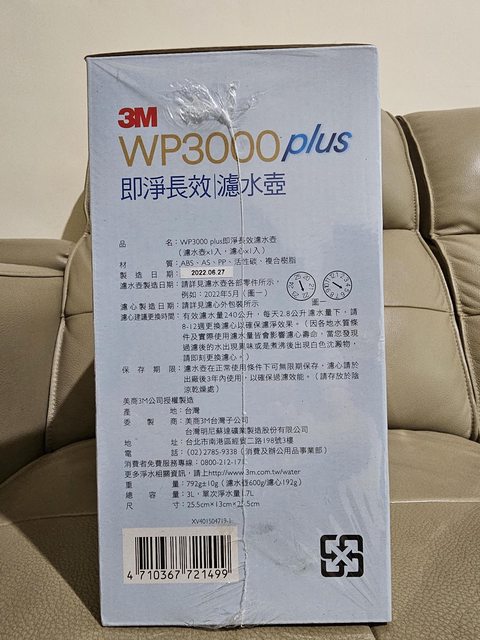 3M
WP3000 plus
即淨長效|濾水壺
品名：WP3000 plus即淨長效濾水壺
（濾水壺x1入，濾心x1入）
材質：ABS、AS、PP、活性碳、複合樹脂
製造日期：2022.06.27
濾水壺製造日期：請詳見濾水壺各部零件所示，
例如：2022年5月（圖一）
圖一
濾心製造日期：請詳見濾心外包裝所示
濾心建議更換時間：有效濾水量240公升，每天2.8公升濾水量下，請
8-12週更換濾心以確保濾淨效果。（因各地水質條
件及實際使用濾水量皆會影響濾心壽命，當您發現
過濾後的水出現異味或是煮沸後出現白色沈澱物，
請即刻更換濾心。）
保存期限：濾水壺在正常使用條件下可無限期保存，濾心請於
出廠後3年內使用，以確保過濾效能。（請存放於陰
涼乾燥處）
美商3M公司授權製造
產地：台灣
委製商：美商3M台灣子公司
台灣明尼蘇達礦業製造股份有限公司
地址：台北市南港區經貿二路198號3樓
電話：(02)2785-9338（消費及辦公用品事業部）
消費者免費服務專線：0800-212-171
更多淨水相關資訊，請上http://www.3m.com.tw/water
重量：792g±10g（濾水壺600g/濾心192g）
總容量：3L，單次淨水量1.7L
尺寸：25.5cm×13cm×25.5cm
XV401504719-1
4 710367 721499